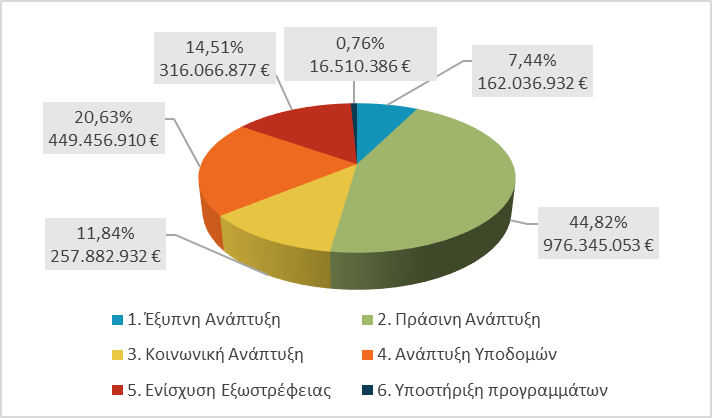 14,51%
316.066.877 €
0,76%
16.510.386 €
7,44%
162.036.932 €
20,63%
449.456.910 €
44,82%
976.345.053 €
11,84%
257.882.932 €
1. Έξυπνη Ανάπτυξη
2. Πράσινη Ανάπτυξη
3. Κοινωνική Ανάπτυξη
4. Ανάπτυξη Υποδομών
5. Ενίσχυση Εξωστρέφειας
6. Υποστήριξη προγραμμάτων